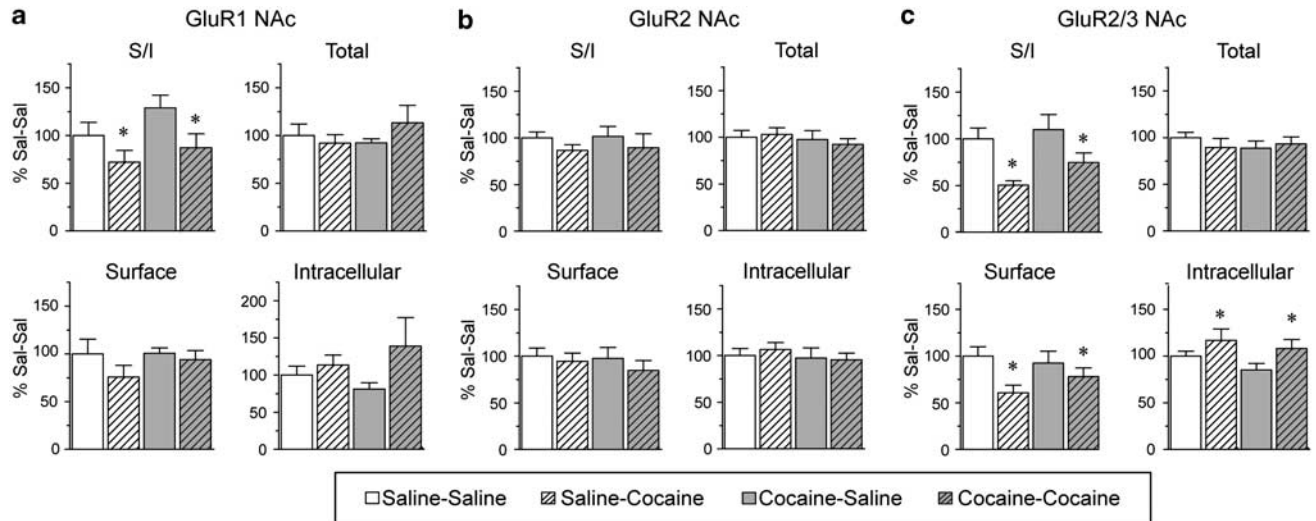 a GluR1 NAc b GluR2 NAc c GluR2/3 NAc
S/I Total S/I Total S/I Total
% Sal-Sal 150 100 50 0 * *
150 100 50 0
% Sal-Sal 150 100 50 0
150 100 50 0
% Sal-Sal 150 100 50 0 * *
150 100 50 0
Surface Intracellular Surface Intracellular Surface Intracellular
% Sal-Sal 150 100 50 0
200 150 100 50 0
% Sal-Sal 150 100 50 0
150 100 50 0
% Sal-Sal 150 100 50 0 * *
150 100 50 0 * *
Saline-Saline Saline-Cocaine Cocaine-Saline Cocaine-Cocaine